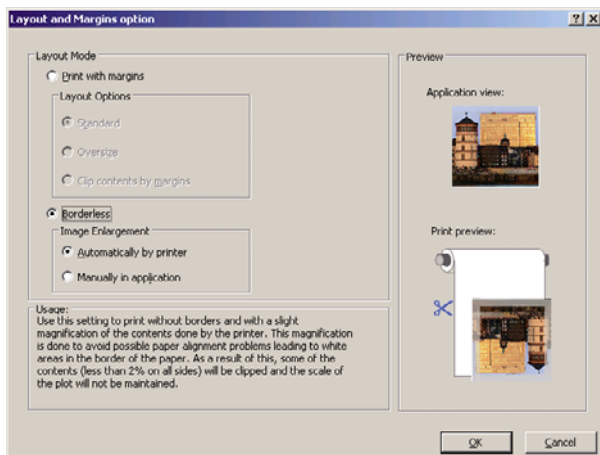 Layout and Margins option
Layout Mode
Print with margins
Layout Options
Standard
Oversize
Clip contents by margins
Borderless
Image Enlargement
Automatically by printer
Manually in application
Usage:
Use this setting to print without borders and with a slight
magnification of the contents done by the printer. This magnification
is done to avoid possible paper alignment problems leading to white
areas in the border of the paper. As a result of this, some of the
contents (less than 2% on all sides) will be clipped and the scale of
the plot will not be maintained.
Preview
Application view:
Print preview:
OK
Cancel